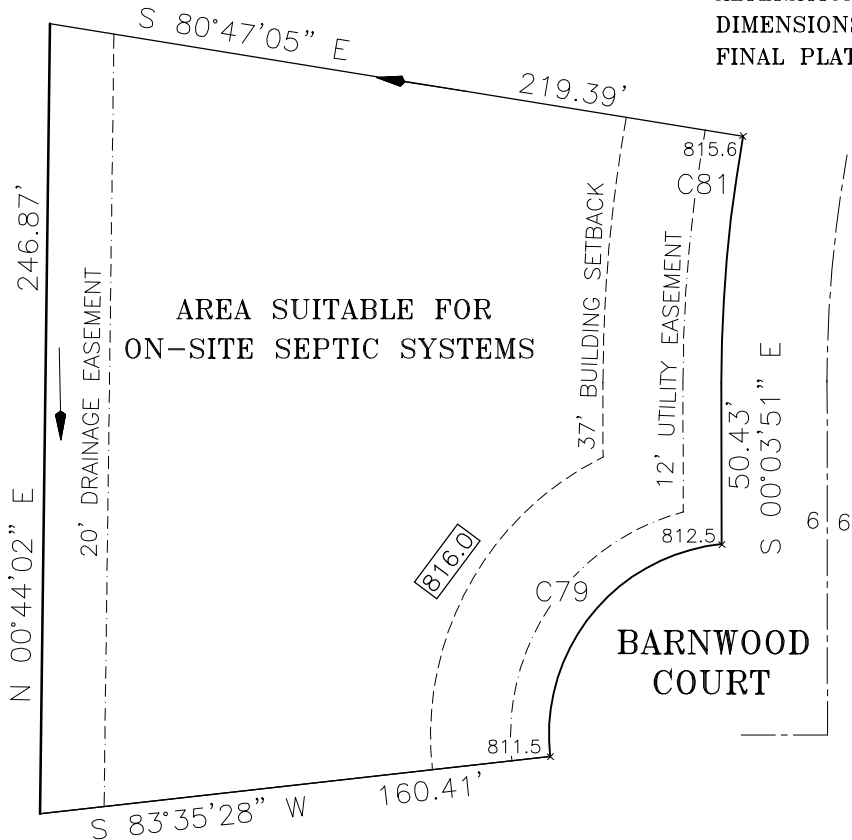 DIMENSIONS
FINAL PLAT
S 80°47'05" E
219.39'
815.6
C81
246.87'
20' DRAINAGE EASEMENT
AREA SUITABLE FOR
ON-SITE SEPTIC SYSTEMS
37' BUILDING SETBACK
12' UTILITY EASEMENT
50.43'
S 00°03'51" E
N 00°44'02" E
816.0
812.5
6 6
C79
BARNWOOD
COURT
811.5
160.41'
S 83°35'28" W